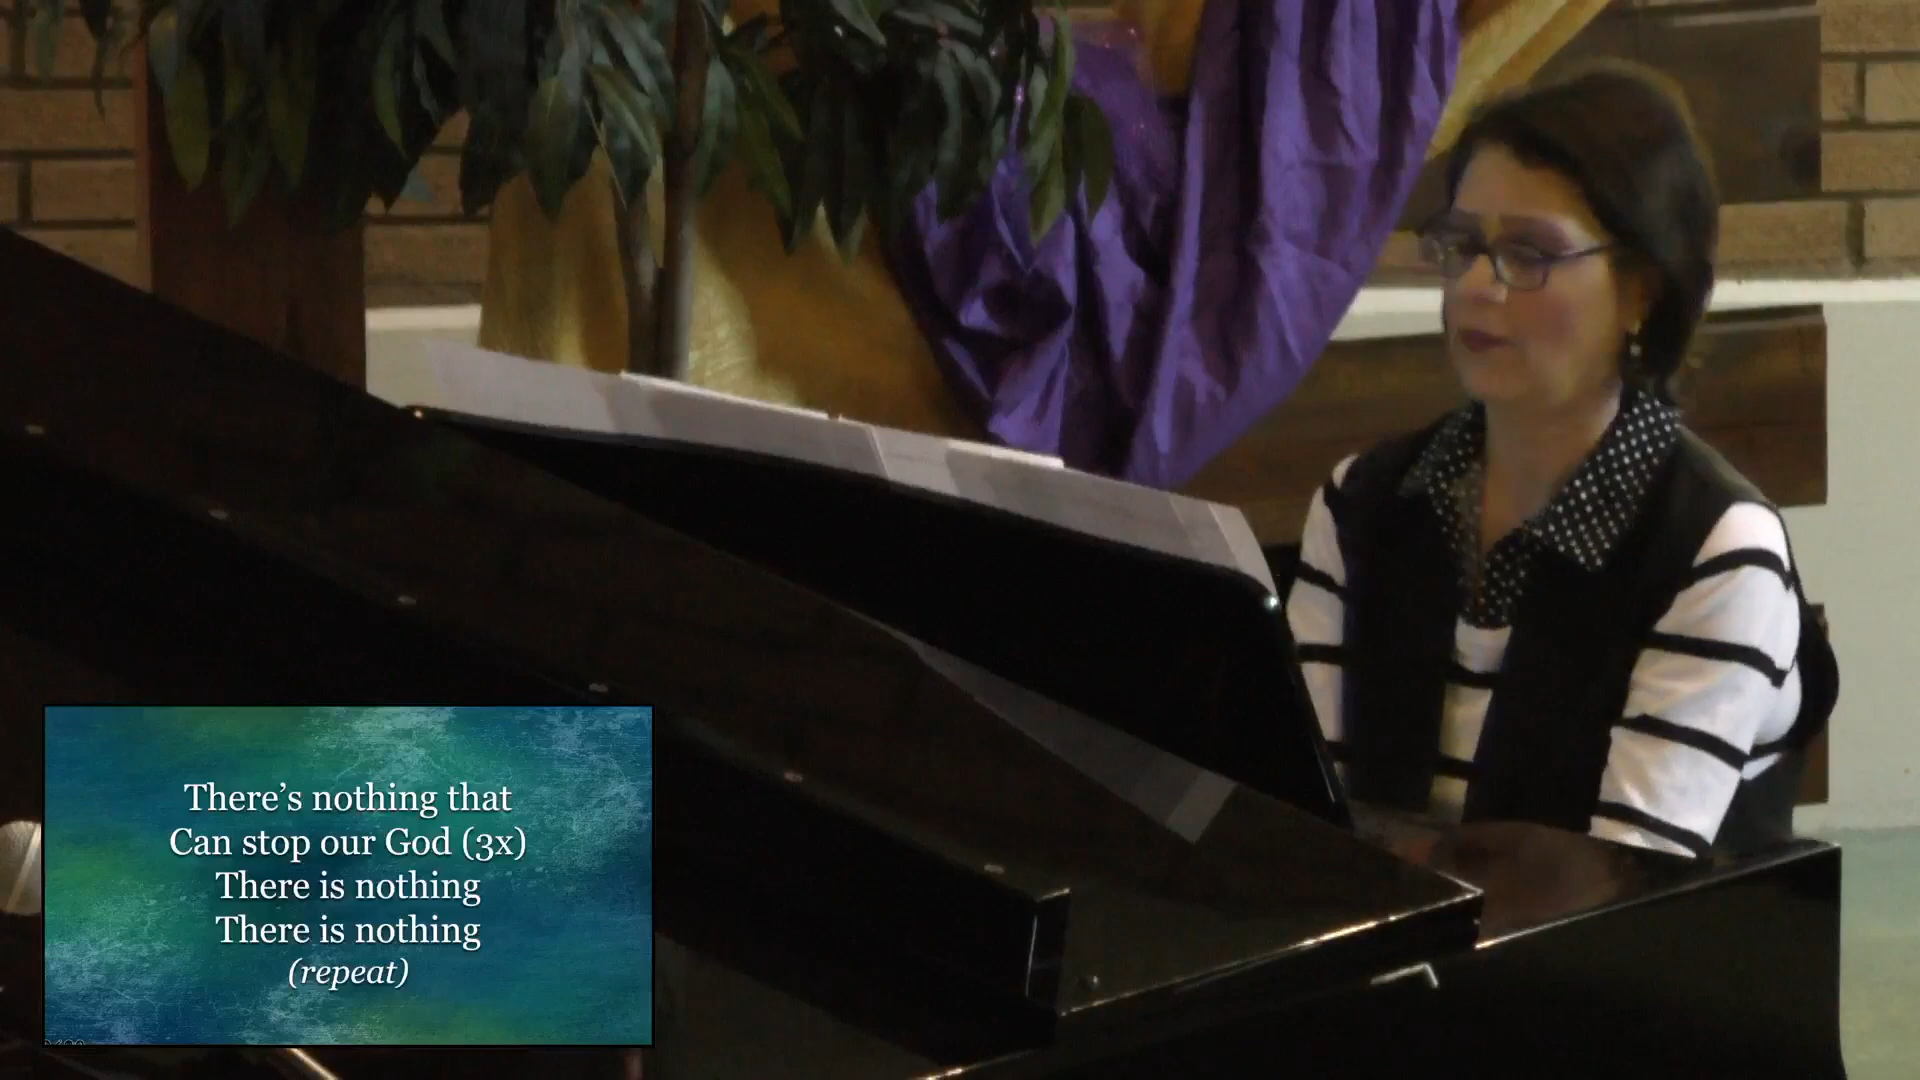 There’s nothing that
Can stop our God (3x)
There is nothing
There is nothing
(repeat)